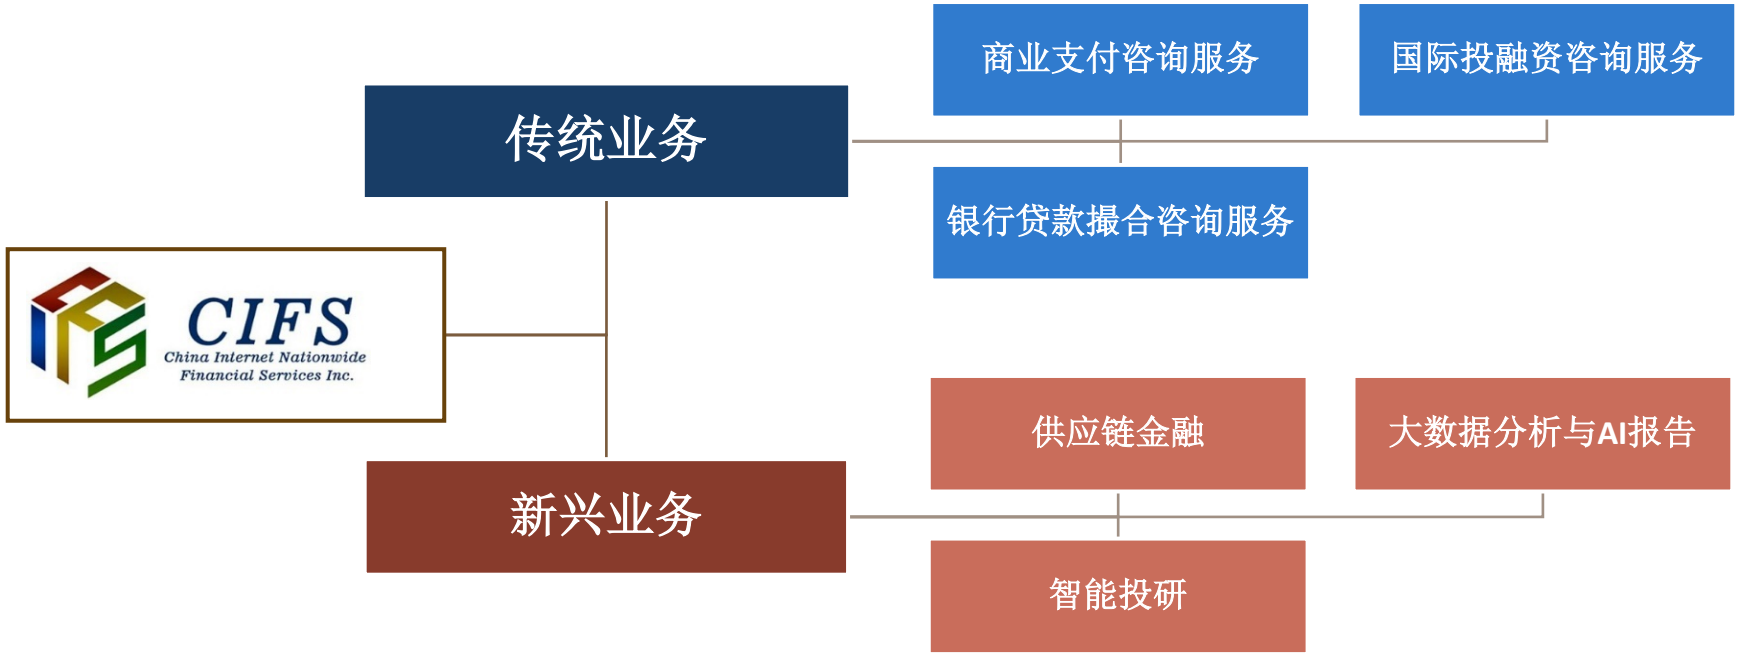 商业支付咨询服务
国际投融资咨询服务
传统业务
银行贷款撮合咨询服务
CIFS
China Internet Nationwide
Financial Services Inc.
供应链金融
大数据分析与AI报告
新兴业务
智能投研